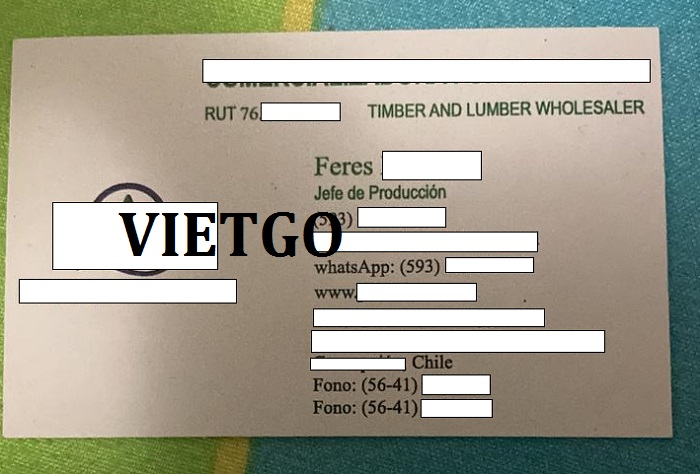 RUT 76.
TIMBER AND LUMBER WHOLESALER
Feres
Jefe de Producción
(593)
VIETGO
whatsApp: (593)
www.
Chile
Fono: (56-41)
Fono: (56-41)